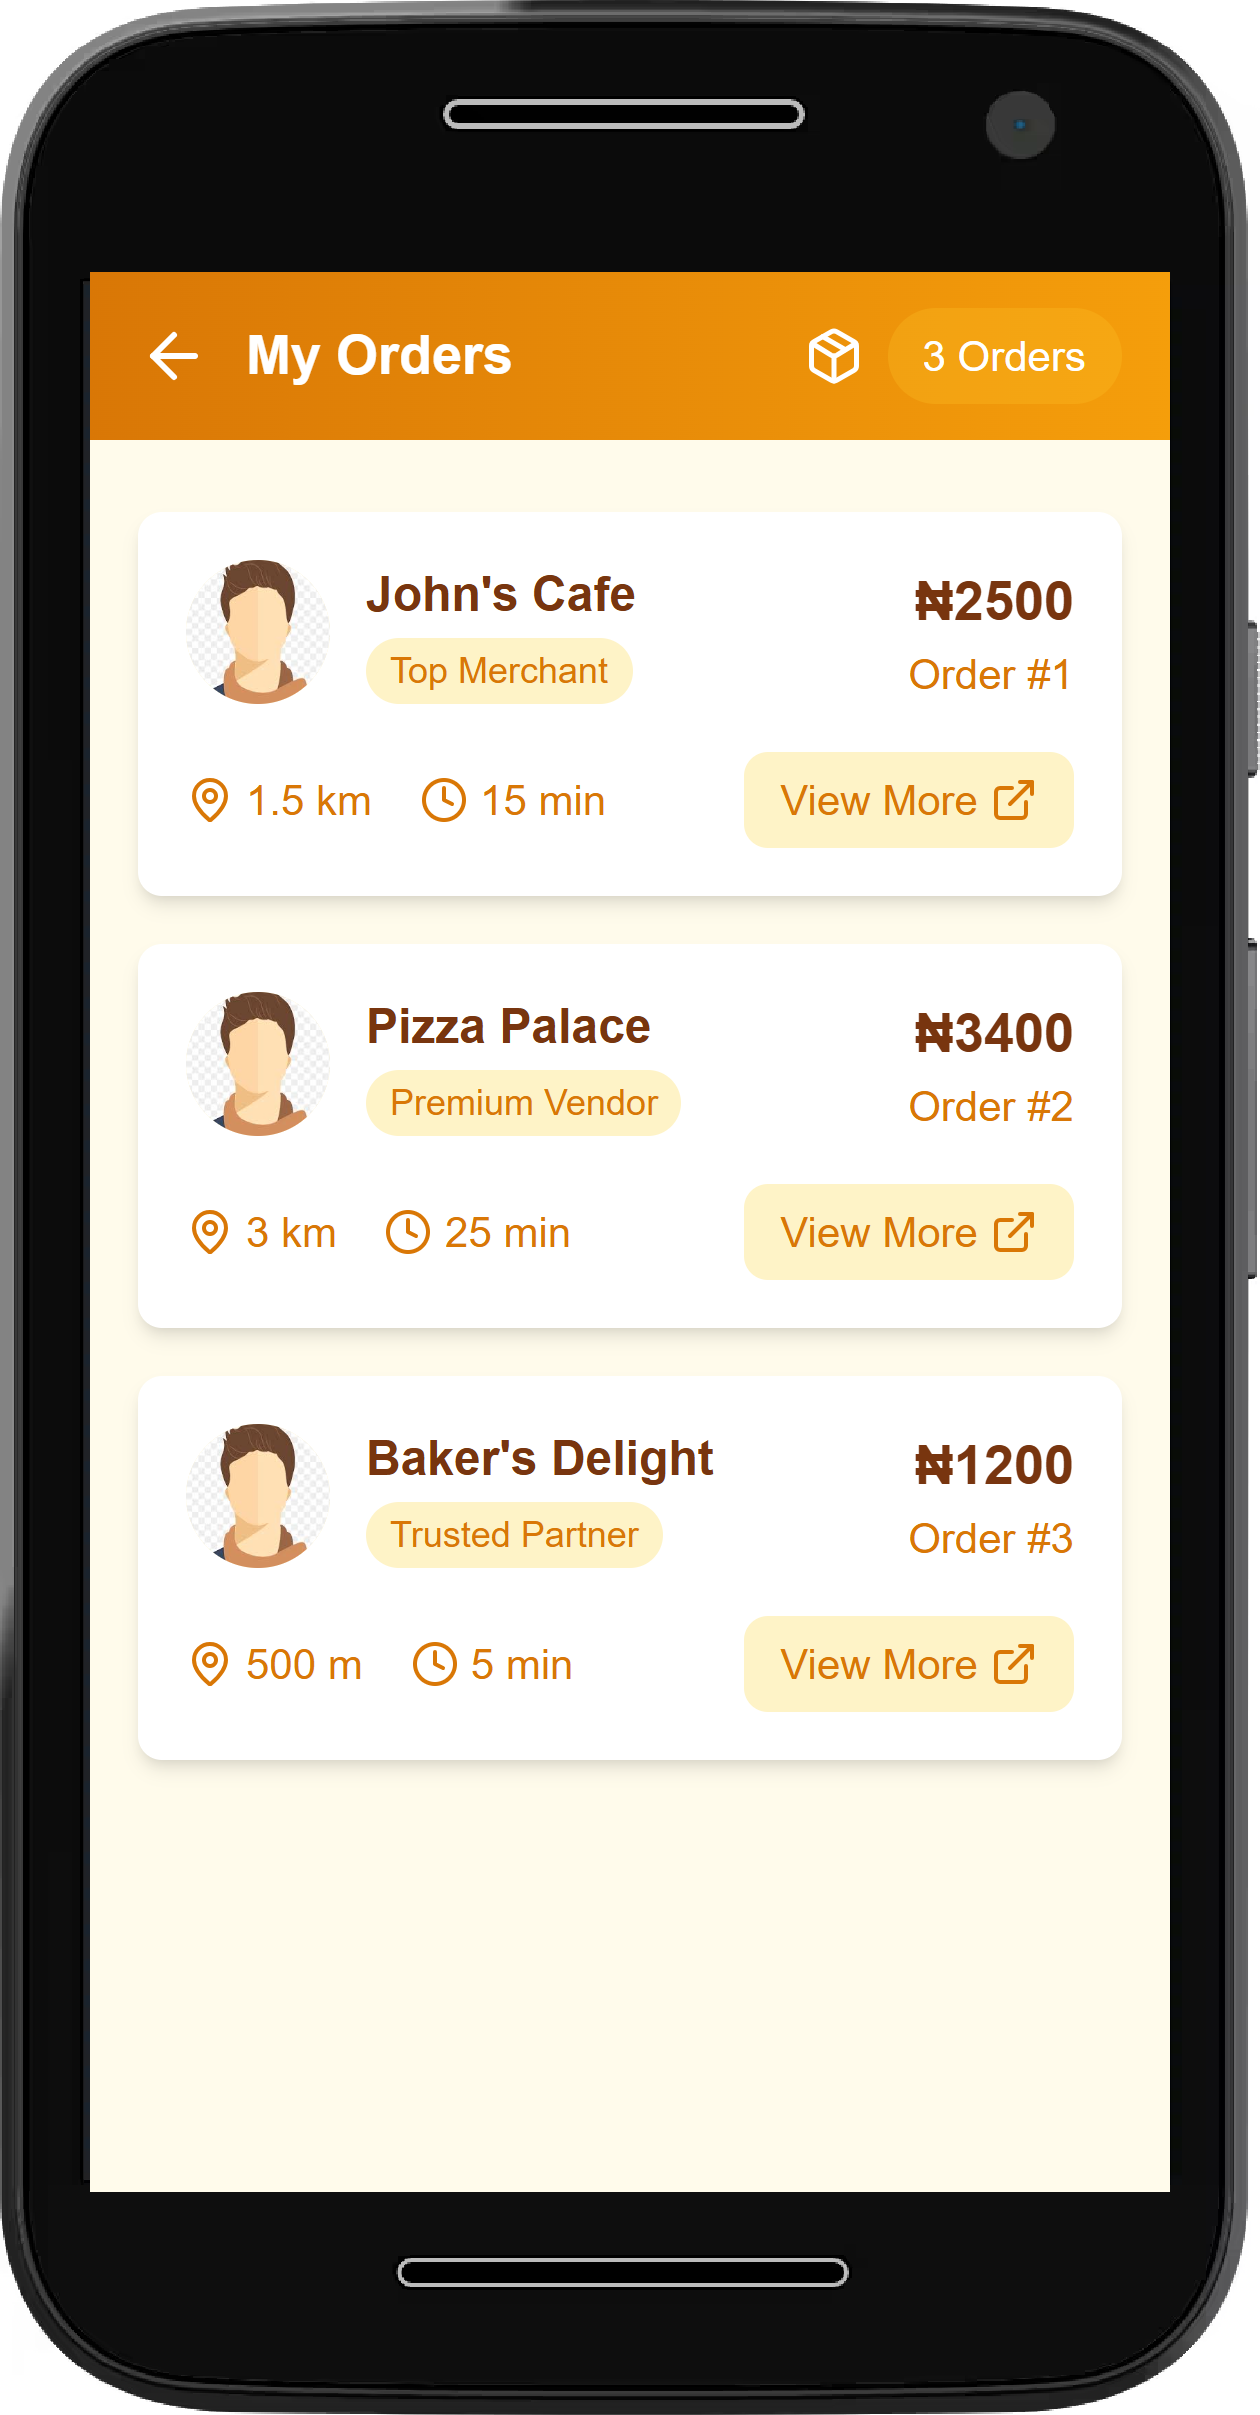 My Orders
3 Orders
John's Cafe
₦2500
Top Merchant
Order #1
1.5 km
15 min
View More
Pizza Palace
₦3400
Premium Vendor
Order #2
3 km
25 min
View More
Baker's Delight
₦1200
Trusted Partner
Order #3
500 m
5 min
View More